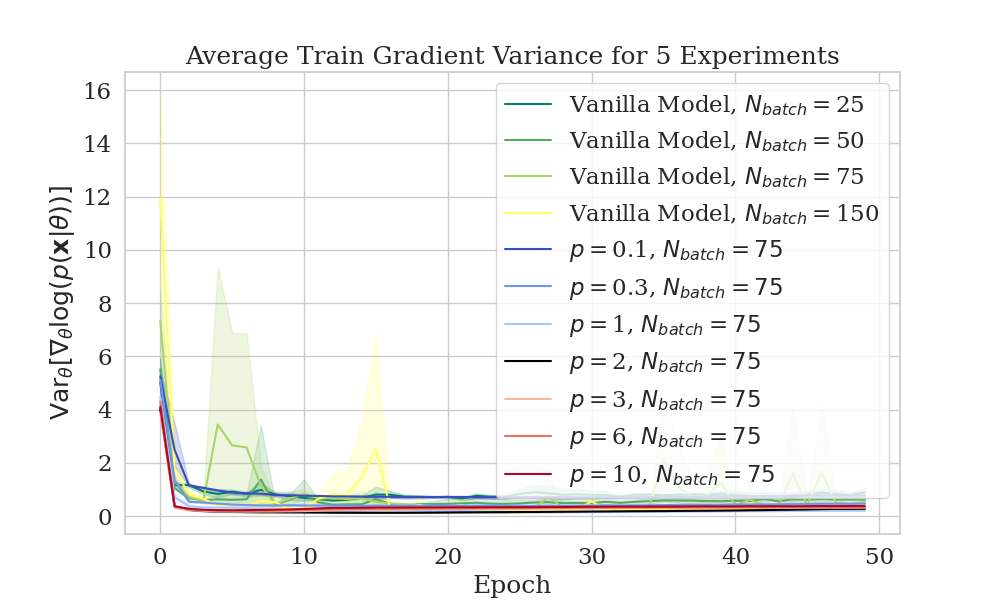 Average Train Gradient Variance for 5 Experiments
16
14
12
10
8
6
4
2
0
Var_θ[∇_θ log(p(𝐱|θ))]
Vanilla Model, N_batch = 25
Vanilla Model, N_batch = 50
Vanilla Model, N_batch = 75
Vanilla Model, N_batch = 150
p = 0.1, N_batch = 75
p = 0.3, N_batch = 75
p = 1, N_batch = 75
p = 2, N_batch = 75
p = 3, N_batch = 75
p = 6, N_batch = 75
p = 10, N_batch = 75
0 10 20 30 40 50
Epoch